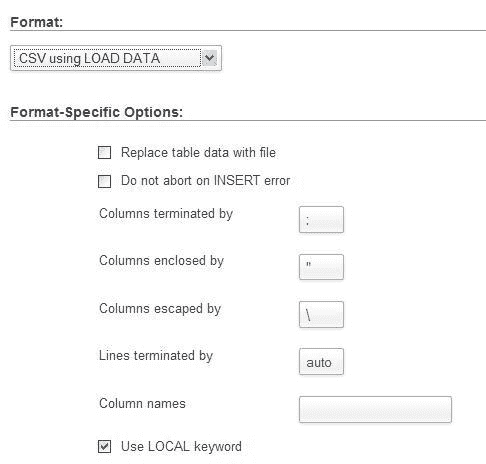 Format:
CSV using LOAD DATA
Format-Specific Options:
Replace table data with file
Do not abort on INSERT error
Columns terminated by ;
Columns enclosed by "
Columns escaped by \
Lines terminated by auto
Column names
Use LOCAL keyword